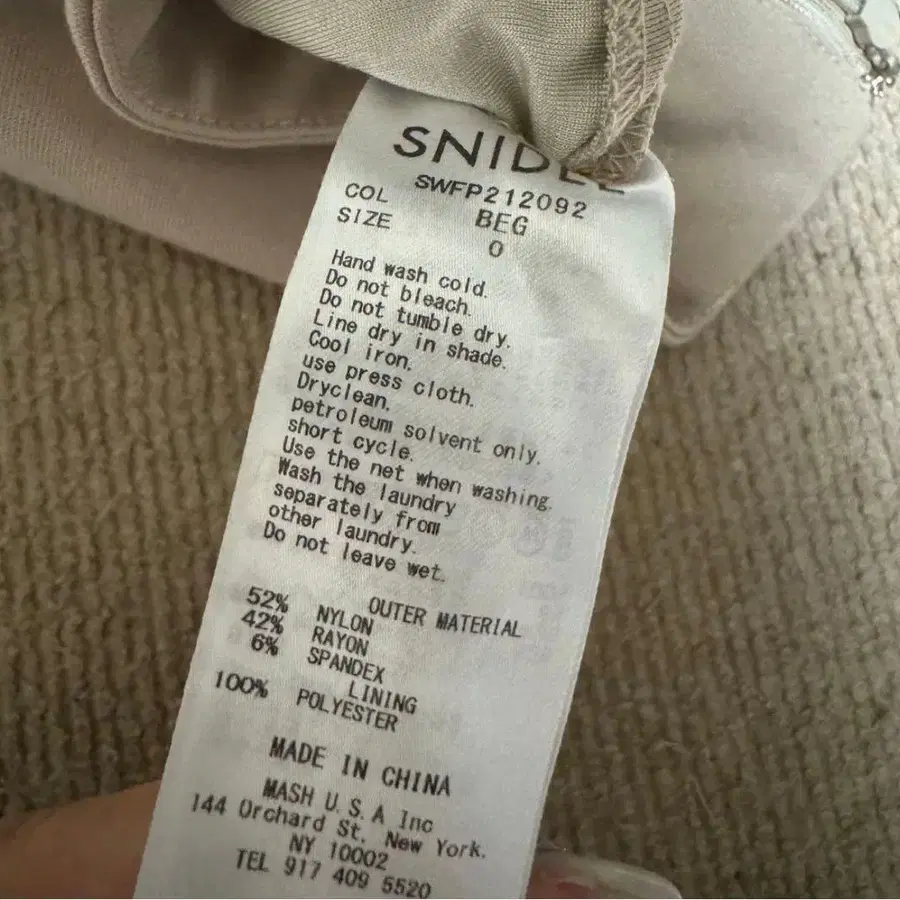 SNIDEL
SWFP212092
COL BEG
SIZE 0
Hand wash cold.
Do not bleach.
Do not tumble dry.
Line dry in shade.
Cool iron,
use press cloth.
Dryclean,
petroleum solvent only.
short cycle.
Use the net when washing.
Wash the laundry
separately from
other laundry.
Do not leave wet.
OUTER MATERIAL
52% NYLON
42% RAYON
6% SPANDEX
LINING
100% POLYESTER
MADE IN CHINA
MASH U.S.A Inc
144 Orchard St, New York.
NY 10002
TEL 917 409 5520